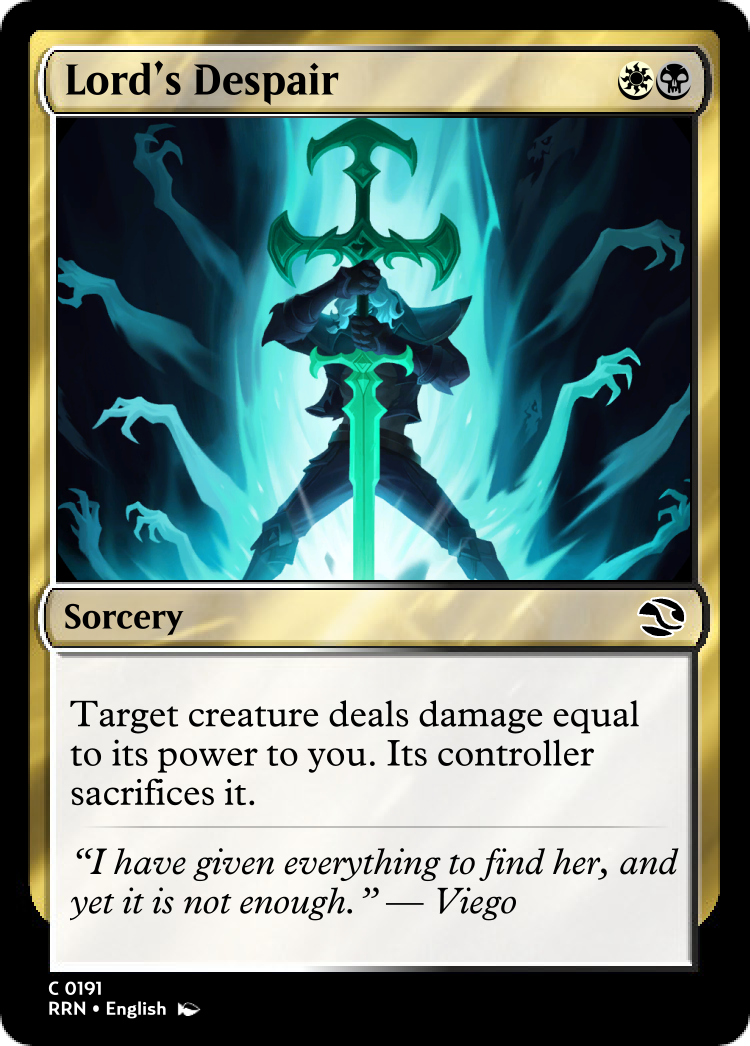 Lord's Despair
Sorcery
Target creature deals damage equal
to its power to you. Its controller
sacrifices it.
“I have given everything to find her, and
yet it is not enough.” — Viego
C 0191
RRN • English